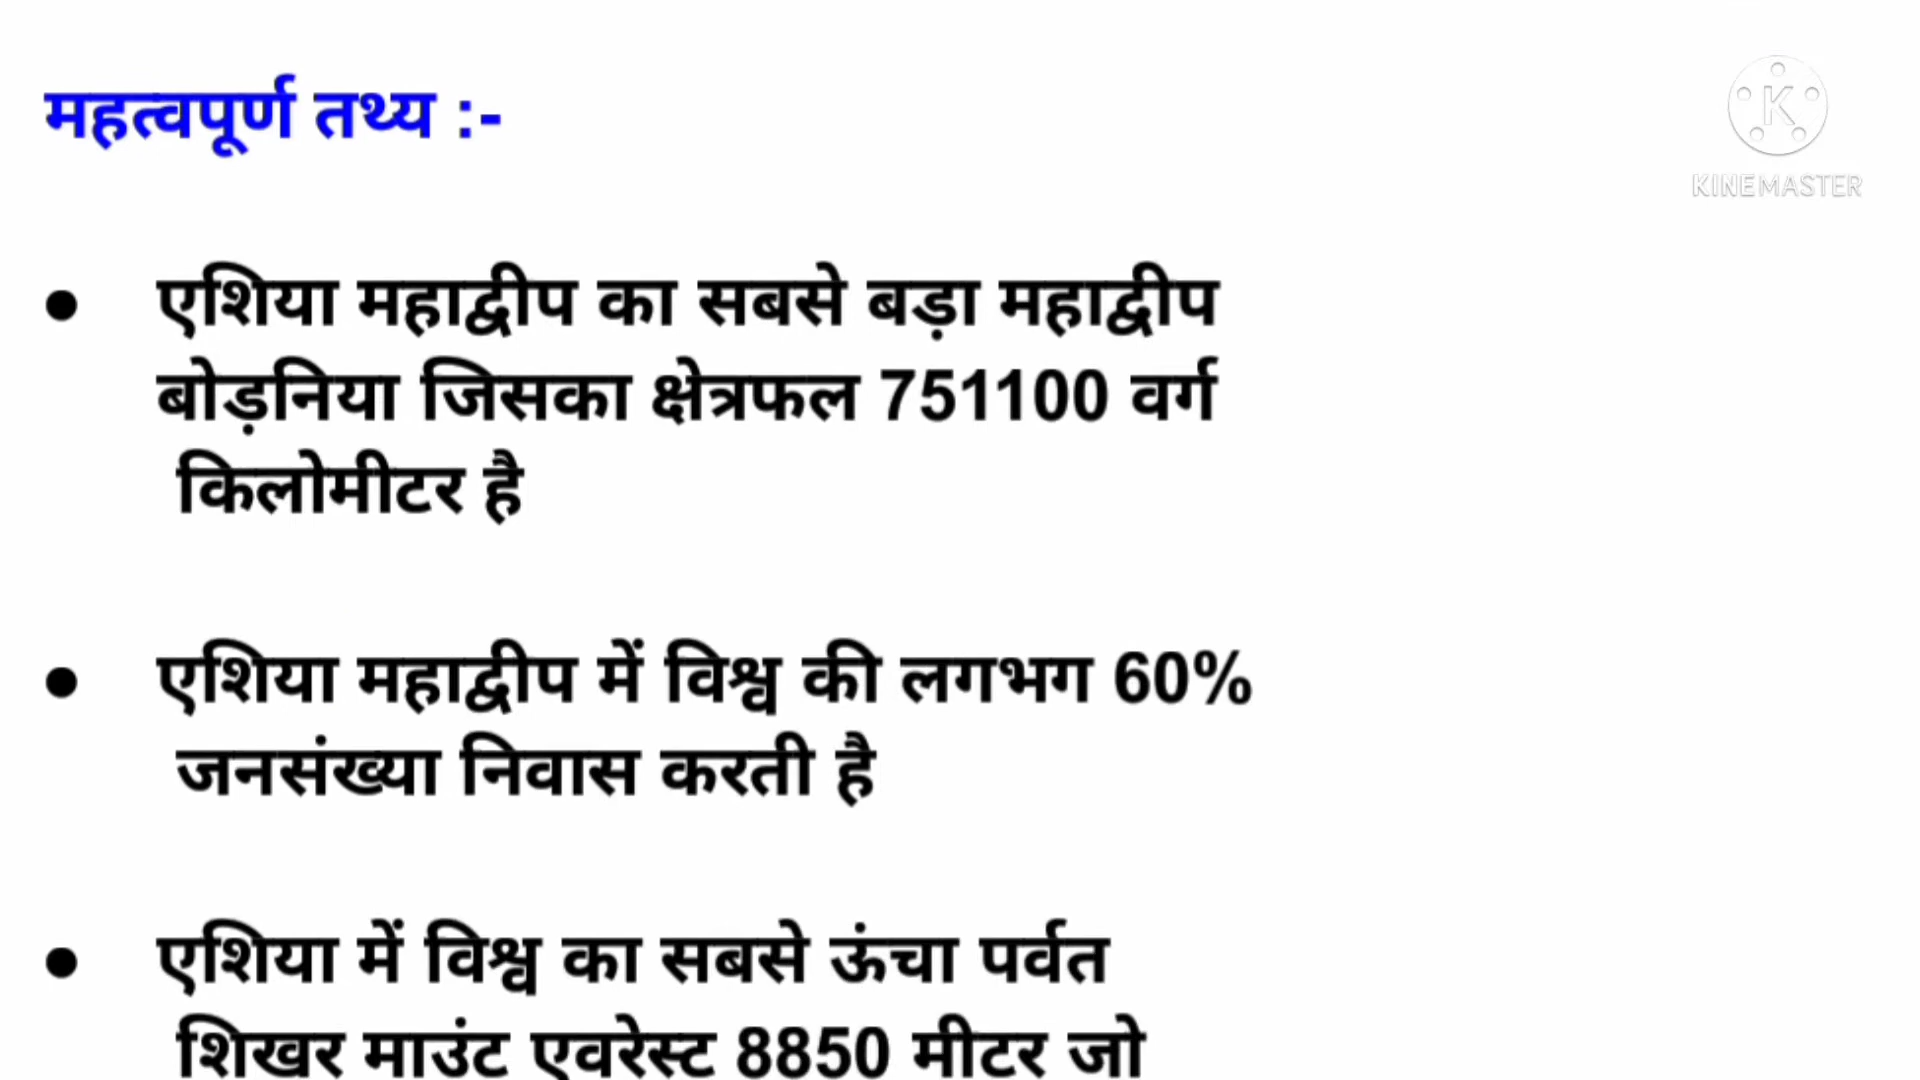 महत्वपूर्ण तथ्य :-
KINEMASTER
● एशिया महाद्वीप का सबसे बड़ा महाद्वीप
बोड़निया जिसका क्षेत्रफल 751100 वर्ग
किलोमीटर है
● एशिया महाद्वीप में विश्व की लगभग 60%
जनसंख्या निवास करती है
● एशिया में विश्व का सबसे ऊंचा पर्वत
शिखर माउंट एवरेस्ट 8850 मीटर जो